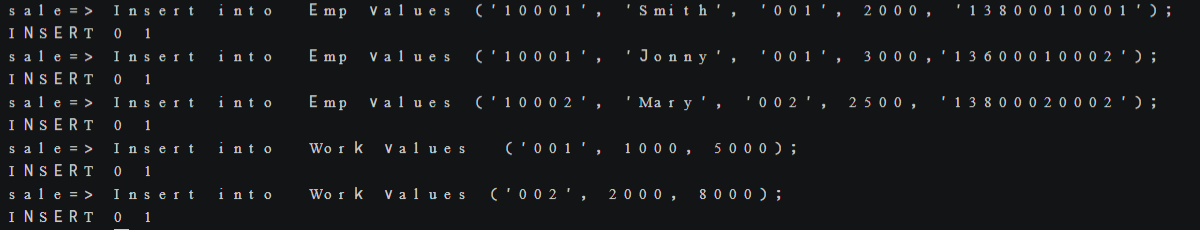 sale=> Insert into Emp values ('10001', 'Smith', '001', 2000, '13800010001');
INSERT 0 1
sale=> Insert into Emp values ('10001', 'Jonny', '001', 3000,'13600010002');
INSERT 0 1
sale=> Insert into Emp values ('10002', 'Mary', '002', 2500, '13800020002');
INSERT 0 1
sale=> Insert into Work values ('001', 1000, 5000);
INSERT 0 1
sale=> Insert into Work values ('002', 2000, 8000);
INSERT 0 1